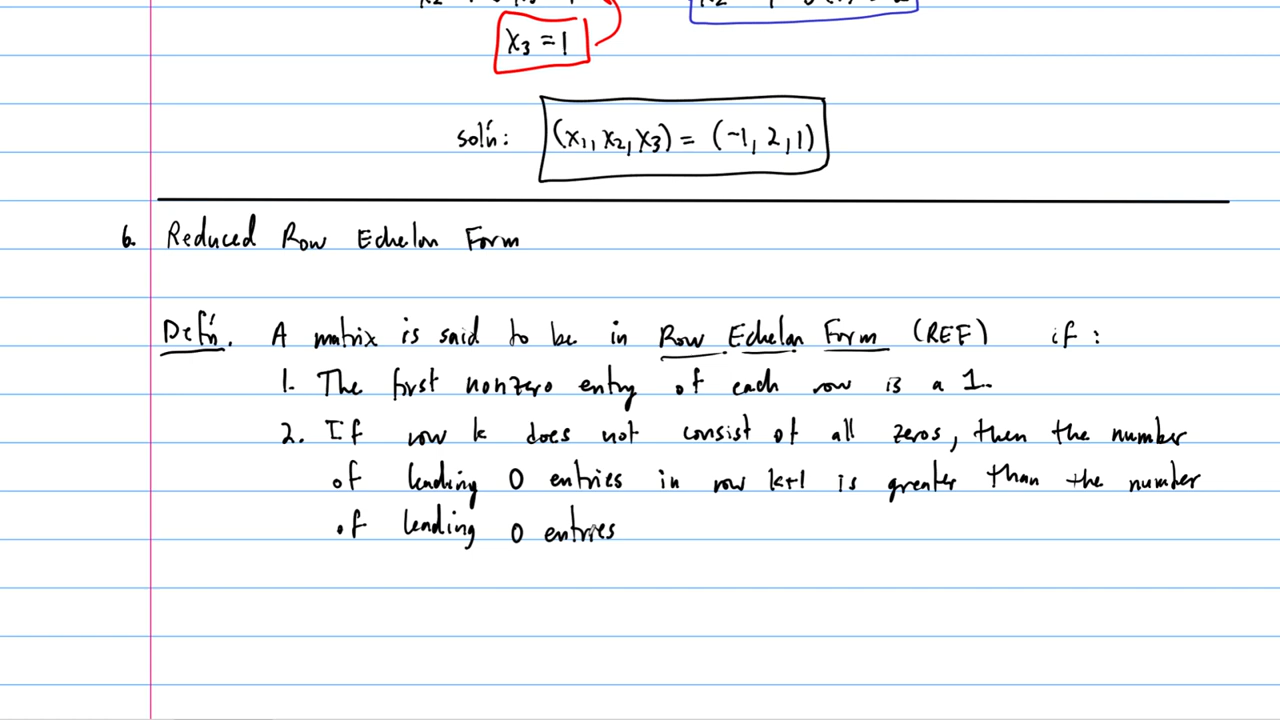 x₃ = 1
sol'n: (x₁, x₂, x₃) = (-1, 2, 1)
6. Reduced Row Echelon Form
Def'n. A matrix is said to be in Row Echelon Form (REF) if :
1. The first nonzero entry of each row is a 1.
2. If row k does not consist of all zeros, then the number
of leading 0 entries in row k+1 is greater than the number
of leading 0 entries